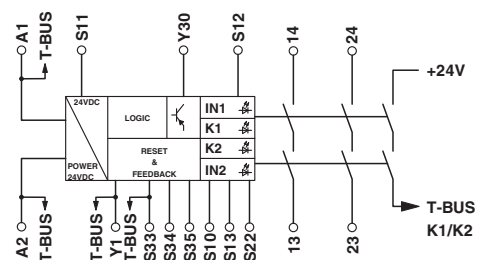 A1
T-BUS
S11
Y30
S12
14
24
+24V
24VDC
LOGIC
IN1
K1
K2
IN2
RESET
&
FEEDBACK
POWER
24VDC
A2
T-BUS
T-BUS
Y1
T-BUS
S33
S34
S35
S10
S13
S22
13
23
T-BUS
K1/K2